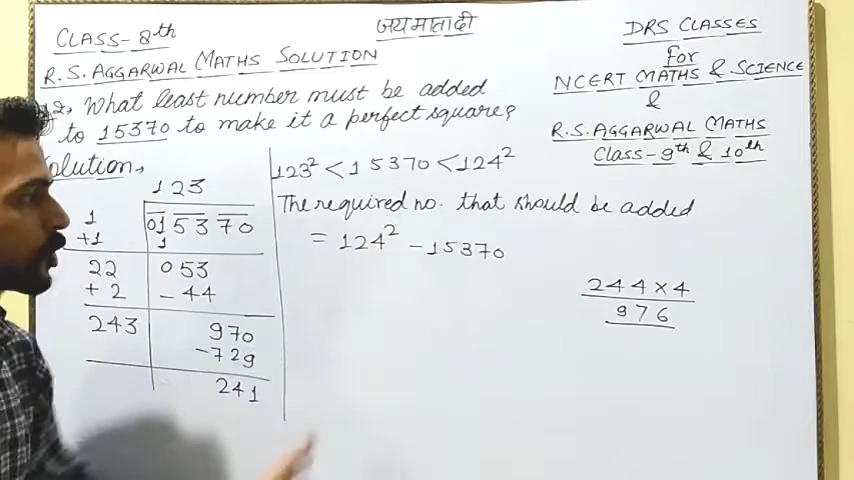 CLASS-8th
जय माता दी
R.S. AGGARWAL MATHS SOLUTION
DRS CLASSES
for
NCERT MATHS & SCIENCE
&
R.S. AGGARWAL MATHS
Class-9th & 10th
2, What least number must be added
to 15370 to make it a perfect square?
olution,
123
1
+1
01 53 70
1
22
+ 2
053
- 44
243
970
-729
241
123² < 15370 < 124²
The required no. that should be added
= 124² - 15370
244×4
976